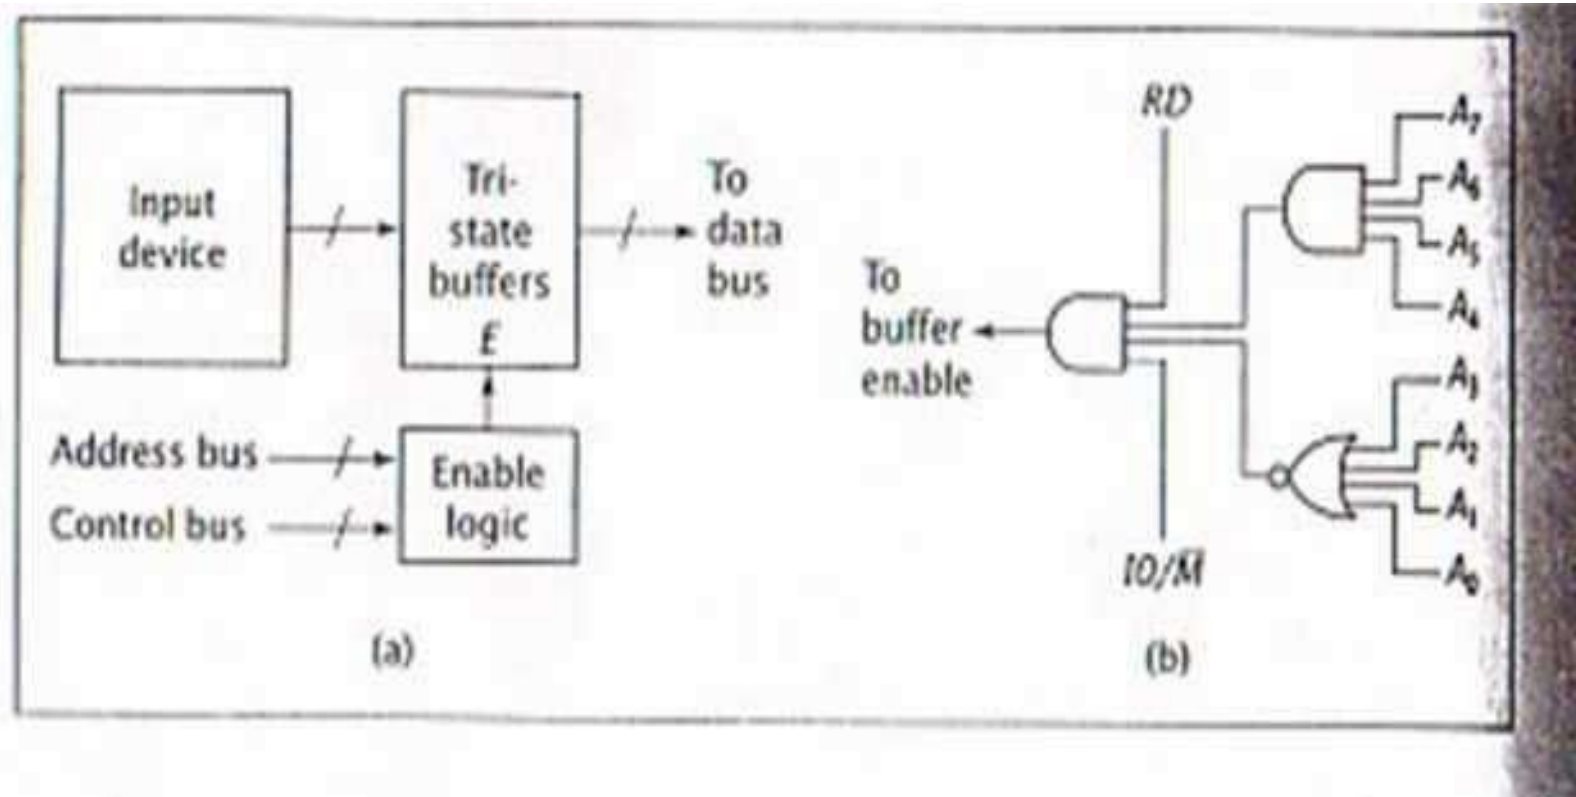 Input
device
Tri-
state
buffers
E
To
data
bus
Address bus
Control bus
Enable
logic
(a)
RD
To
buffer
enable
IO/M̅
A₇
A₆
A₅
A₄
A₃
A₂
A₁
A₀
(b)